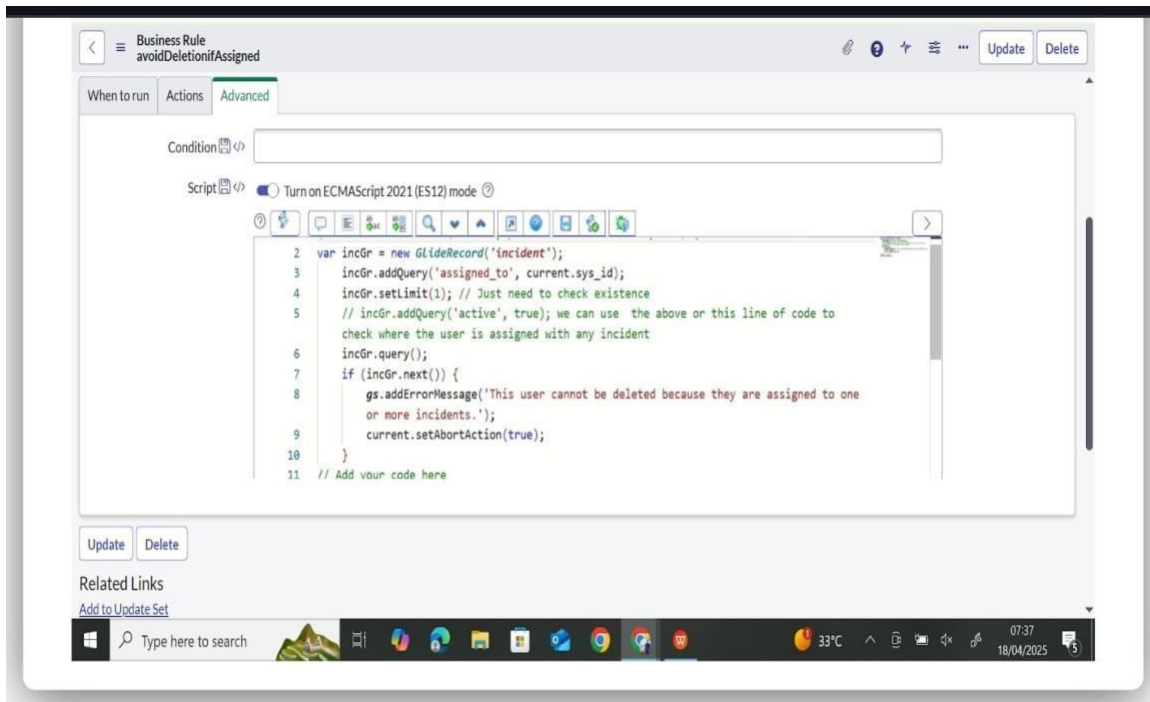 Business Rule
avoidDeletionifAssigned
Update Delete
When to run Actions Advanced
Condition
Script Turn on ECMAScript 2021 (ES12) mode
2 var incGr = new GlideRecord('incident');
3 incGr.addQuery('assigned_to', current.sys_id);
4 incGr.setLimit(1); // Just need to check existence
5 // incGr.addQuery('active', true); we can use the above or this line of code to
check where the user is assigned with any incident
6 incGr.query();
7 if (incGr.next()) {
8 gs.addErrorMessage('This user cannot be deleted because they are assigned to one
or more incidents.');
9 current.setAbortAction(true);
10 }
11 // Add your code here
Update Delete
Related Links
Add to Update Set
Type here to search
33°C
07:37
18/04/2025
5